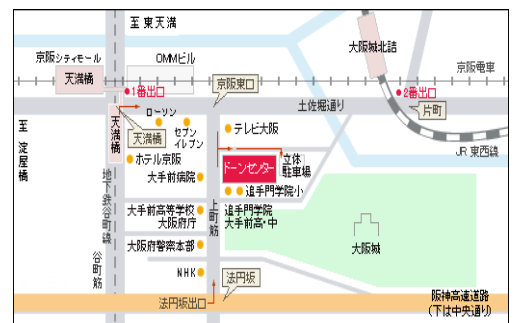 至東天満
京阪シティモール
OMMビル
大阪城北詰
天満橋
京阪東口
京阪電車
1番出口
2番出口
ローソン
土佐堀通り
片町
至淀屋橋
天満橋
天満橋
セブン
イレブン
テレビ大阪
JR東西線
ホテル京阪
ドーンセンター
立体
駐車場
大手前病院
地下鉄谷町線
追手門学院小
大手前高等学校
大阪府庁
上町筋
追手門学院
大手前高・中
大阪府警察本部
大阪城
谷町筋
NHK
法円坂
法円坂出口
阪神高速道路
(下は中央通り)